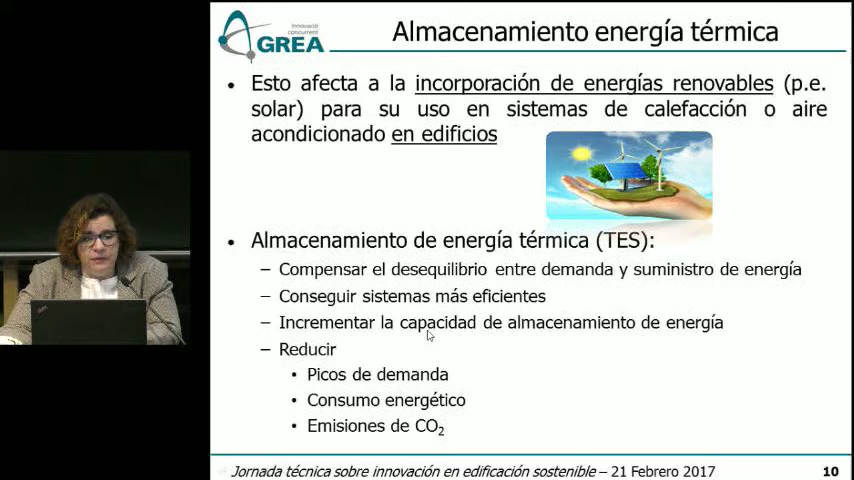 innovació
concurrent
GREA
Almacenamiento energía térmica
• Esto afecta a la incorporación de energías renovables (p.e.
solar) para su uso en sistemas de calefacción o aire
acondicionado en edificios
• Almacenamiento de energía térmica (TES):
– Compensar el desequilibrio entre demanda y suministro de energía
– Conseguir sistemas más eficientes
– Incrementar la capacidad de almacenamiento de energía
– Reducir
• Picos de demanda
• Consumo energético
• Emisiones de CO2
Jornada técnica sobre innovación en edificación sostenible – 21 Febrero 2017
10